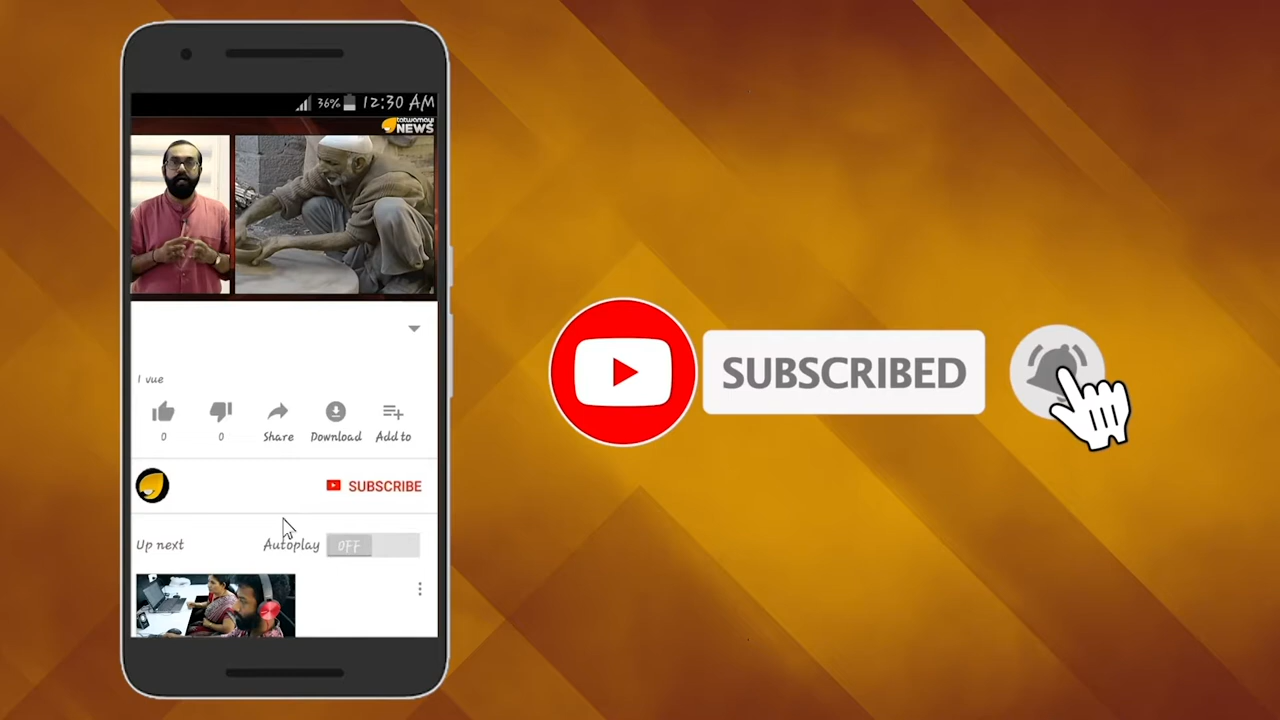 36% 12:30 AM
tatwamayi
NEWS
1 vue
0 0 Share Download Add to
SUBSCRIBE
Up next Autoplay OFF
SUBSCRIBED